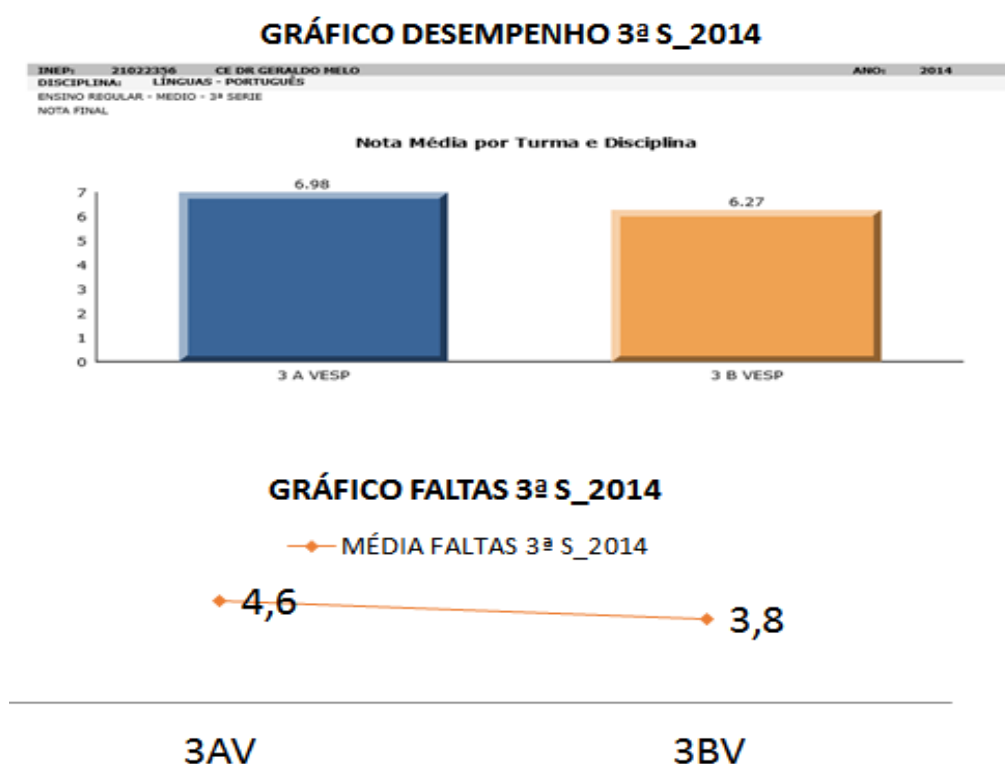 GRÁFICO DESEMPENHO 3ª S_2014
INEP: 21022356 CE DR GERALDO MELO ANO: 2014
DISCIPLINA: LÍNGUAS - PORTUGUÊS
ENSINO REGULAR - MEDIO - 3ª SERIE
NOTA FINAL
Nota Média por Turma e Disciplina
6.98
6.27
7
6
5
4
3
2
1
0
3 A VESP 3 B VESP
GRÁFICO FALTAS 3ª S_2014
MÉDIA FALTAS 3ª S_2014
4,6
3,8
3AV 3BV